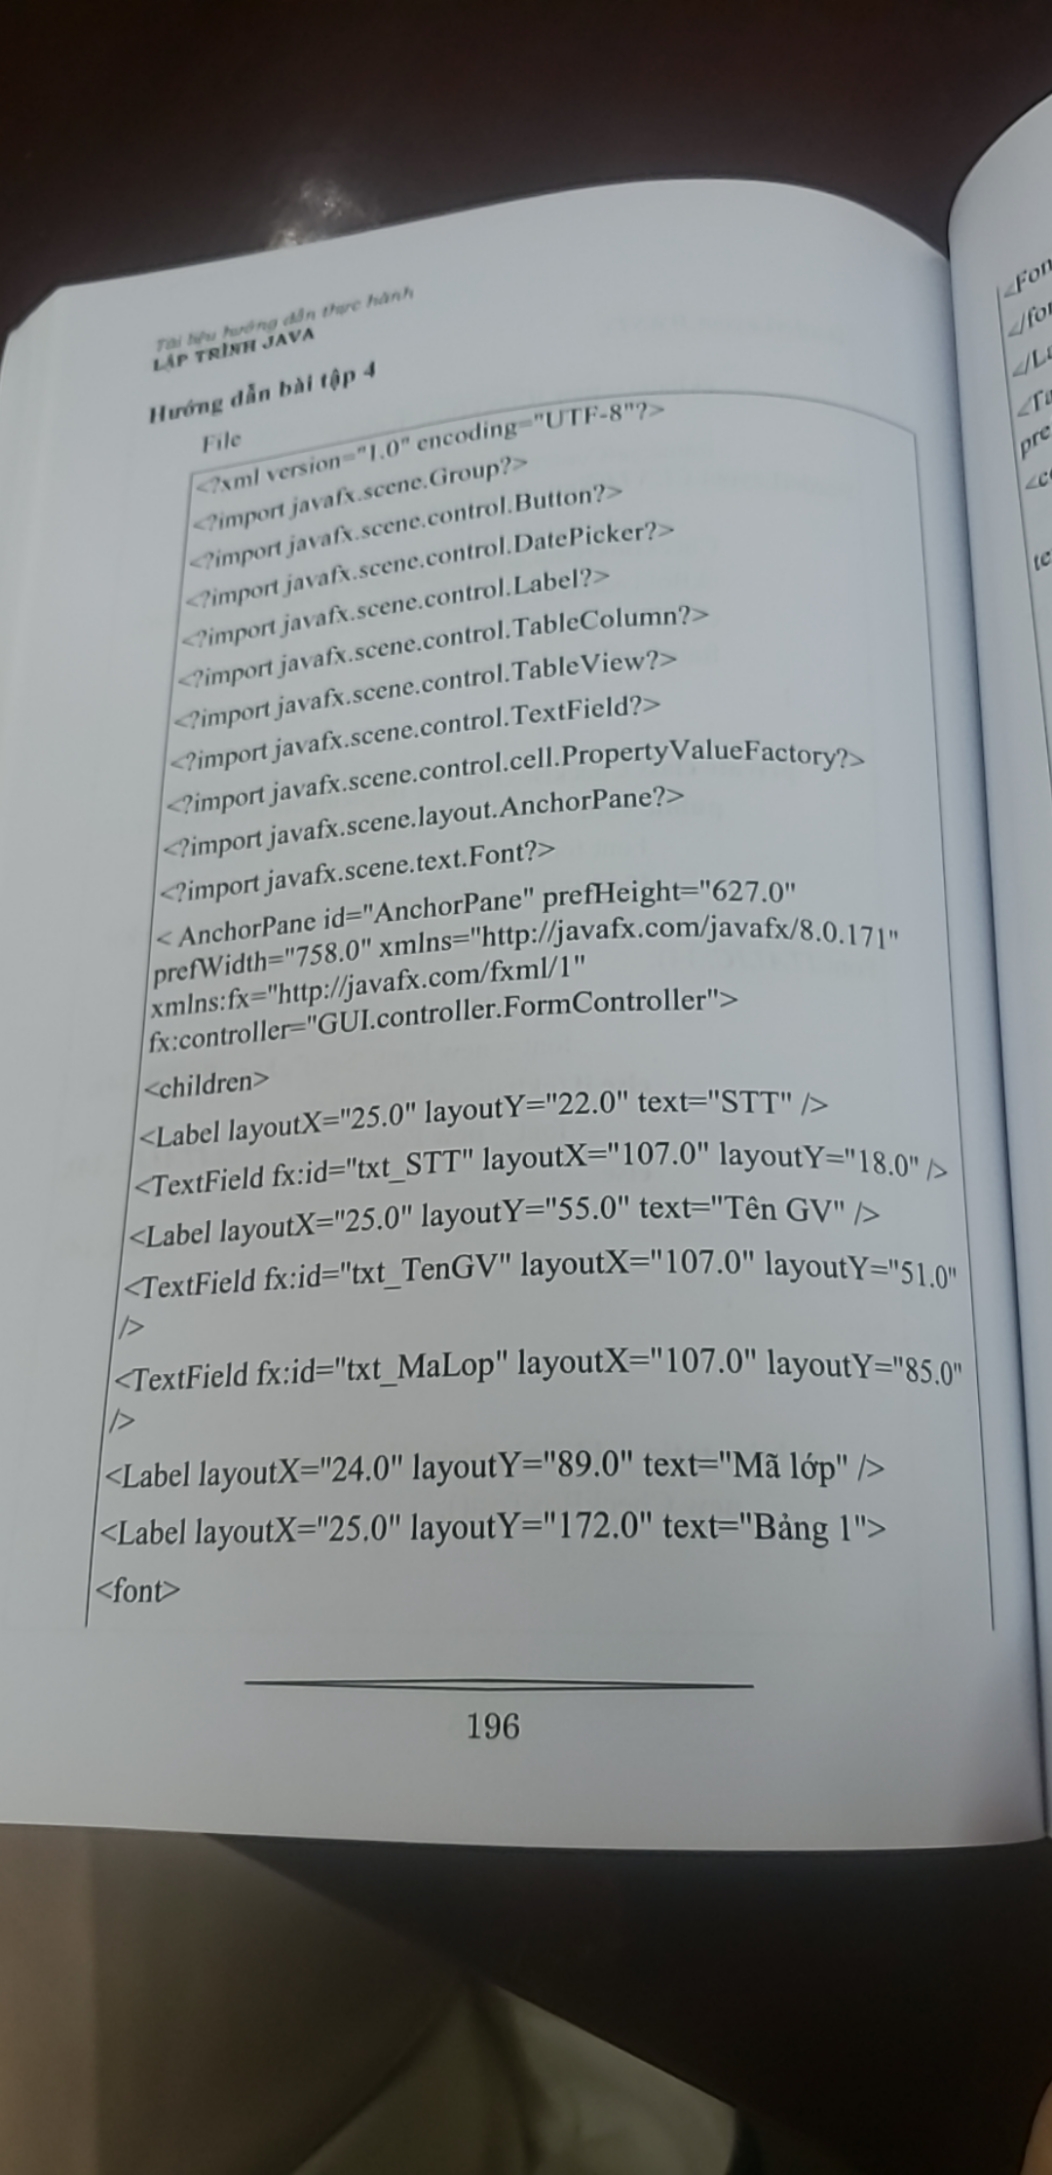 Tài liệu hướng dẫn thực hành
LẬP TRÌNH JAVA
Hướng dẫn bài tập 4
File
<?xml version="1.0" encoding="UTF-8"?>
<?import javafx.scene.Group?>
<?import javafx.scene.control.Button?>
<?import javafx.scene.control.DatePicker?>
<?import javafx.scene.control.Label?>
<?import javafx.scene.control.TableColumn?>
<?import javafx.scene.control.TableView?>
<?import javafx.scene.control.TextField?>
<?import javafx.scene.control.cell.PropertyValueFactory?>
<?import javafx.scene.layout.AnchorPane?>
<?import javafx.scene.text.Font?>
< AnchorPane id="AnchorPane" prefHeight="627.0"
prefWidth="758.0" xmlns="http://javafx.com/javafx/8.0.171"
xmlns:fx="http://javafx.com/fxml/1"
fx:controller="GUI.controller.FormController">
<children>
<Label layoutX="25.0" layoutY="22.0" text="STT" />
<TextField fx:id="txt_STT" layoutX="107.0" layoutY="18.0" />
<Label layoutX="25.0" layoutY="55.0" text="Tên GV" />
<TextField fx:id="txt_TenGV" layoutX="107.0" layoutY="51.0"
/>
<TextField fx:id="txt_MaLop" layoutX="107.0" layoutY="85.0"
/>
<Label layoutX="24.0" layoutY="89.0" text="Mã lớp" />
<Label layoutX="25.0" layoutY="172.0" text="Bảng 1">
<font>
196
<Fon
</fo
</La
<Ta
pre
<c
te